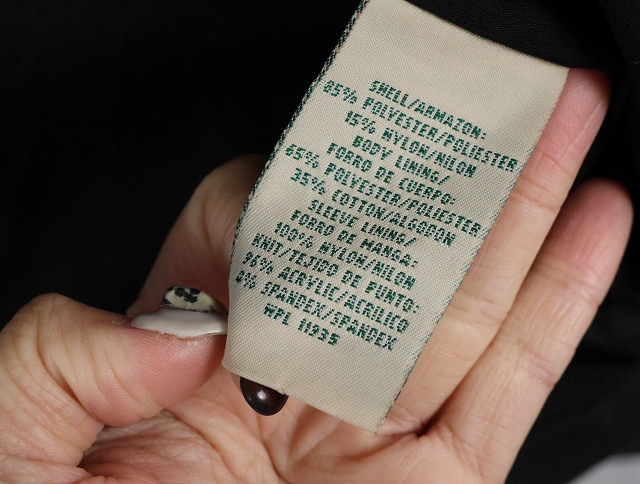 SHELL/ARMAZON:
85% POLYESTER/POLIESTER
15% NYLON/NILON
BODY LINING/
FORRO DE CUERPO:
65% POLYESTER/POLIESTER
35% COTTON/ALGODON
SLEEVE LINING/
FORRO DE MANGA:
100% NYLON/NILON
KNIT/TEJIDO DE PUNTO:
96% ACRYLIC/ACRILICO
4% SPANDEX/SPANDEX
MPL 11935